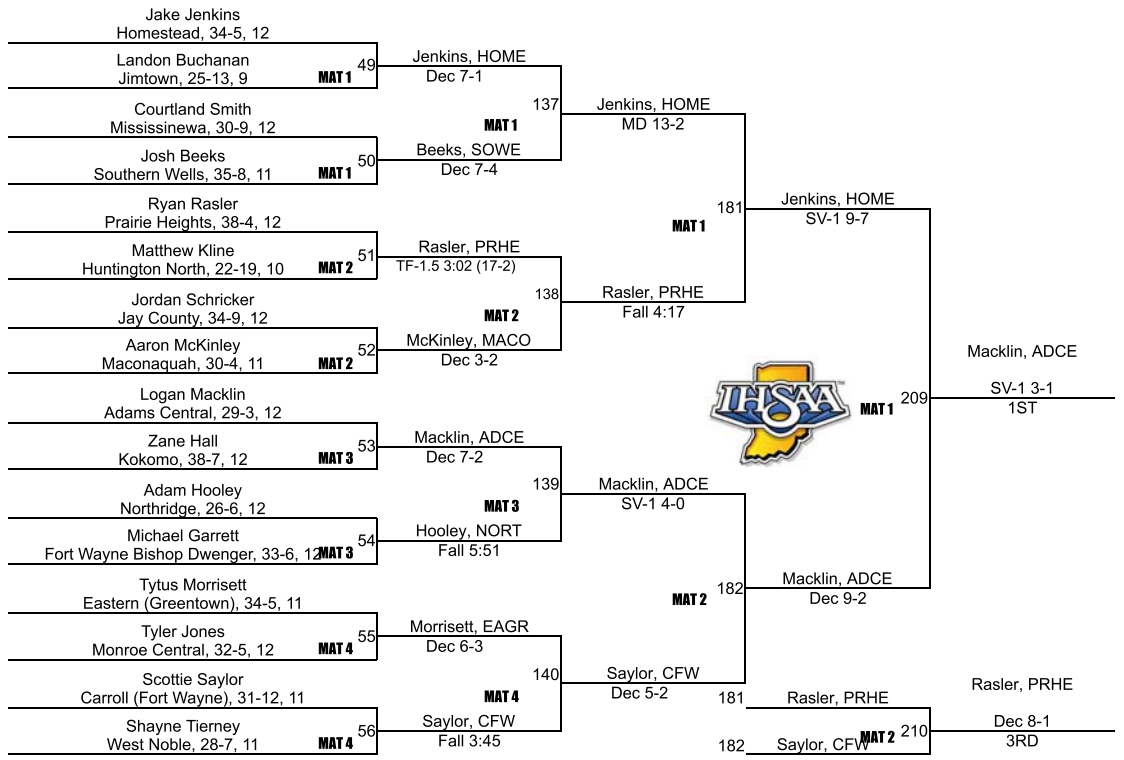 Jake Jenkins
Homestead, 34-5, 12
Landon Buchanan
Jimtown, 25-13, 9
MAT 1
49
Courtland Smith
Mississinewa, 30-9, 12
Josh Beeks
Southern Wells, 35-8, 11
MAT 1
50
Ryan Rasler
Prairie Heights, 38-4, 12
Matthew Kline
Huntington North, 22-19, 10
MAT 2
51
Jordan Schricker
Jay County, 34-9, 12
Aaron McKinley
Maconaquah, 30-4, 11
MAT 2
52
Logan Macklin
Adams Central, 29-3, 12
Zane Hall
Kokomo, 38-7, 12
MAT 3
53
Adam Hooley
Northridge, 26-6, 12
Michael Garrett
Fort Wayne Bishop Dwenger, 33-6, 12
MAT 3
54
Tytus Morrisett
Eastern (Greentown), 34-5, 11
Tyler Jones
Monroe Central, 32-5, 12
MAT 4
55
Scottie Saylor
Carroll (Fort Wayne), 31-12, 11
Shayne Tierney
West Noble, 28-7, 11
MAT 4
56
Jenkins, HOME
Dec 7-1
137
MAT 1
Beeks, SOWE
Dec 7-4
Rasler, PRHE
TF-1.5 3:02 (17-2)
138
MAT 2
McKinley, MACO
Dec 3-2
Macklin, ADCE
Dec 7-2
139
MAT 3
Hooley, NORT
Fall 5:51
Morrisett, EAGR
Dec 6-3
140
MAT 4
Saylor, CFW
Fall 3:45
Jenkins, HOME
MD 13-2
181
MAT 1
Rasler, PRHE
Fall 4:17
Macklin, ADCE
SV-1 4-0
182
MAT 2
Saylor, CFW
Dec 5-2
Jenkins, HOME
SV-1 9-7
IHSAA
MAT 1
209
Macklin, ADCE
Dec 9-2
Macklin, ADCE
SV-1 3-1
1ST
181
Rasler, PRHE
182
Saylor, CFW
MAT 2
210
Rasler, PRHE
Dec 8-1
3RD